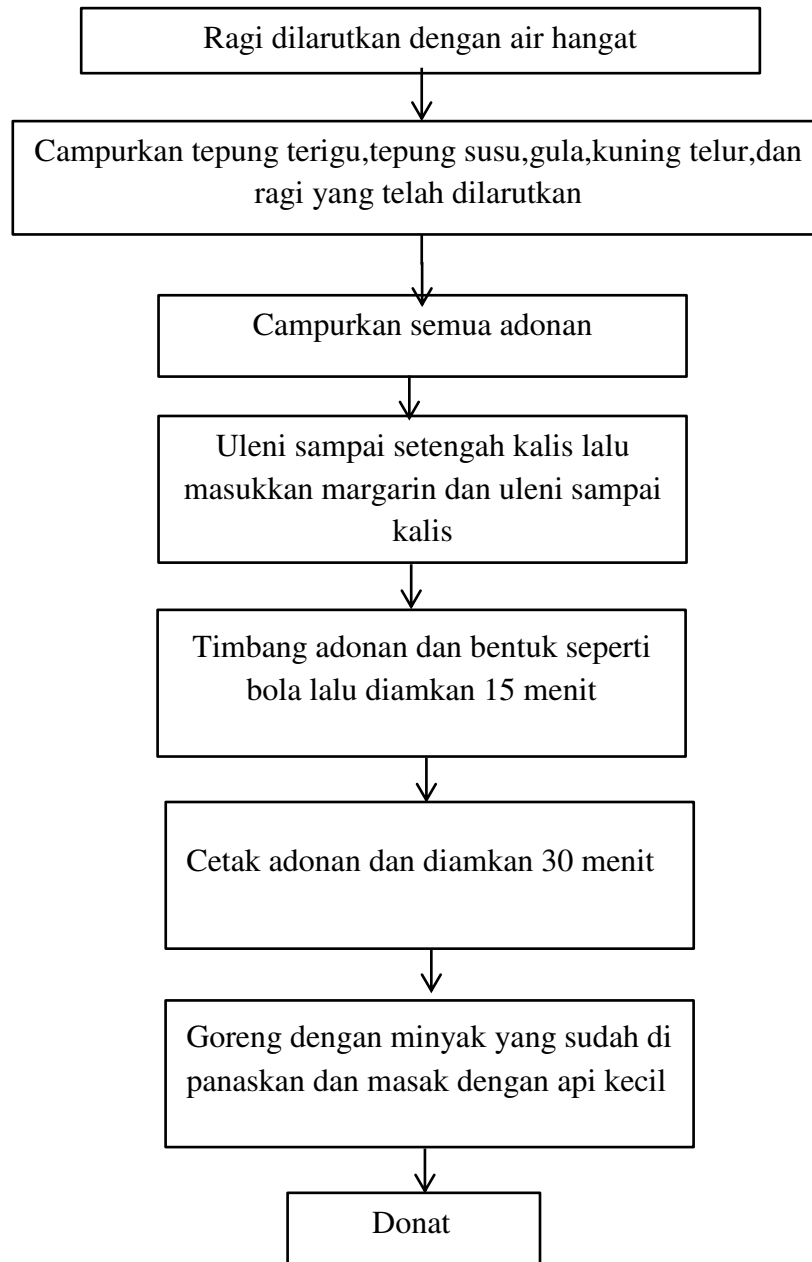 Ragi dilarutkan dengan air hangat
Campurkan tepung terigu,tepung susu,gula,kuning telur,dan
ragi yang telah dilarutkan
Campurkan semua adonan
Uleni sampai setengah kalis lalu
masukkan margarin dan uleni sampai
kalis
Timbang adonan dan bentuk seperti
bola lalu diamkan 15 menit
Cetak adonan dan diamkan 30 menit
Goreng dengan minyak yang sudah di
panaskan dan masak dengan api kecil
Donat